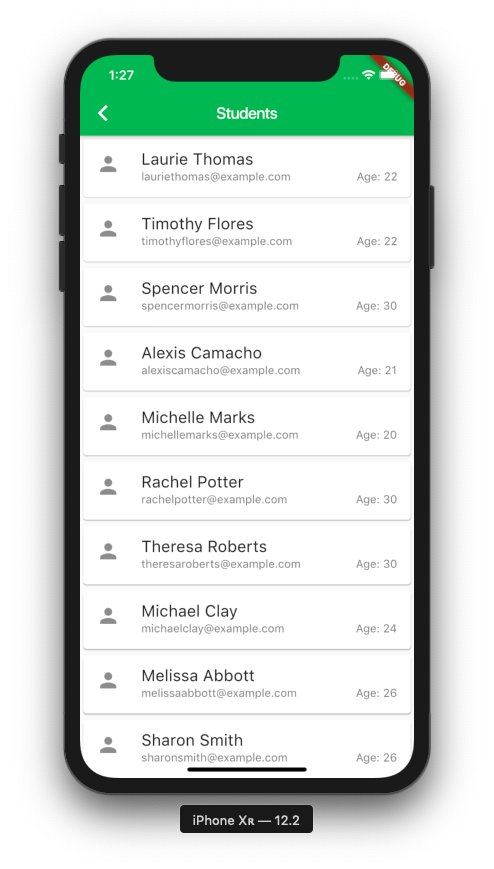 1:27
DEBUG
Students
Laurie Thomas
lauriethomas@example.com
Age: 22
Timothy Flores
timothyflores@example.com
Age: 22
Spencer Morris
spencermorris@example.com
Age: 30
Alexis Camacho
alexiscamacho@example.com
Age: 21
Michelle Marks
michellemarks@example.com
Age: 20
Rachel Potter
rachelpotter@example.com
Age: 30
Theresa Roberts
theresaroberts@example.com
Age: 30
Michael Clay
michaelclay@example.com
Age: 24
Melissa Abbott
melissaabbott@example.com
Age: 26
Sharon Smith
sharonsmith@example.com
Age: 26
iPhone Xʀ — 12.2